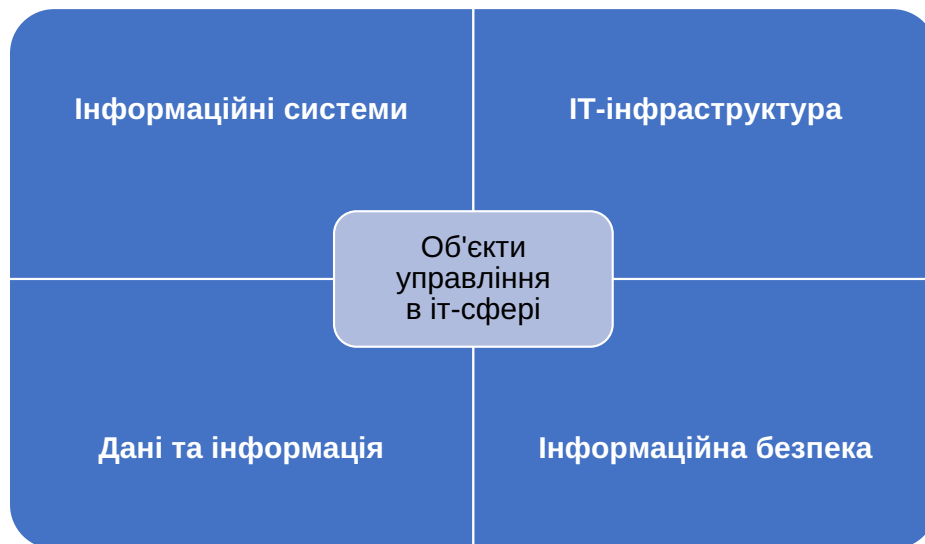 Інформаційні системи
ІТ-інфраструктура
Об'єкти
управління
в іт-сфері
Дані та інформація
Інформаційна безпека